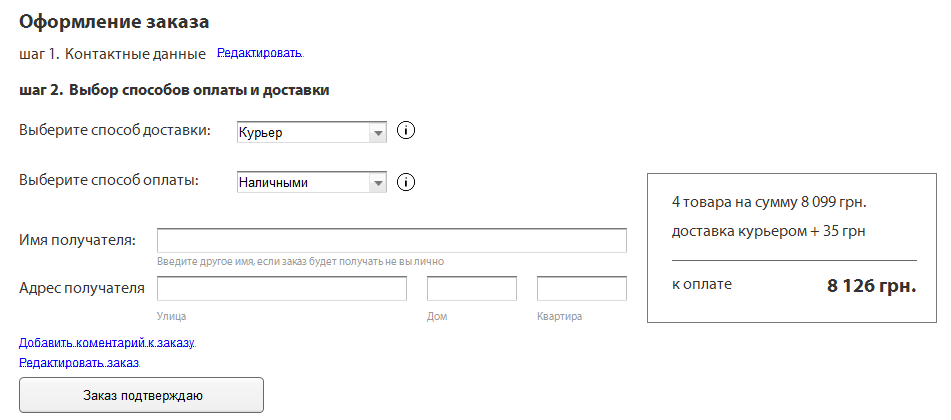 Оформление заказа
шаг 1. Контактные данные Редактировать
шаг 2. Выбор способов оплаты и доставки
Выберите способ доставки: Курьер i
Выберите способ оплаты: Наличными i
Имя получателя:
Введите другое имя, если заказ будет получать не вы лично
Адрес получателя
Улица Дом Квартира
Добавить коментарий к заказу
Редактировать заказ
Заказ подтверждаю
4 товара на сумму 8 099 грн.
доставка курьером + 35 грн
к оплате 8 126 грн.